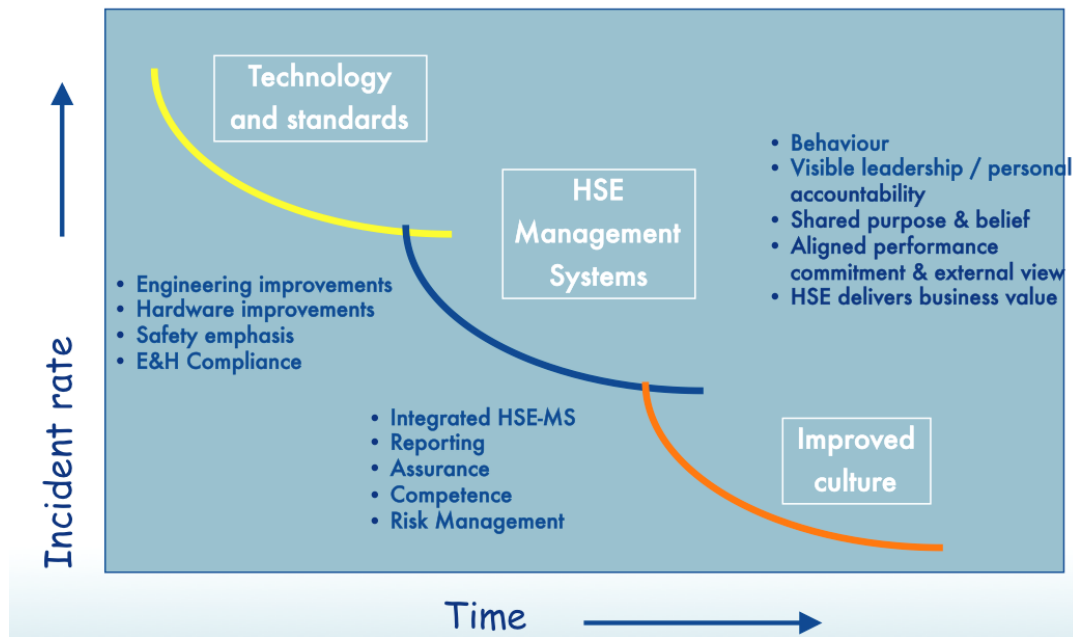 Technology
and standards
• Engineering improvements
• Hardware improvements
• Safety emphasis
• E&H Compliance
HSE
Management
Systems
• Integrated HSE-MS
• Reporting
• Assurance
• Competence
• Risk Management
• Behaviour
• Visible leadership / personal
accountability
• Shared purpose & belief
• Aligned performance
commitment & external view
• HSE delivers business value
Improved
culture
Incident rate
Time